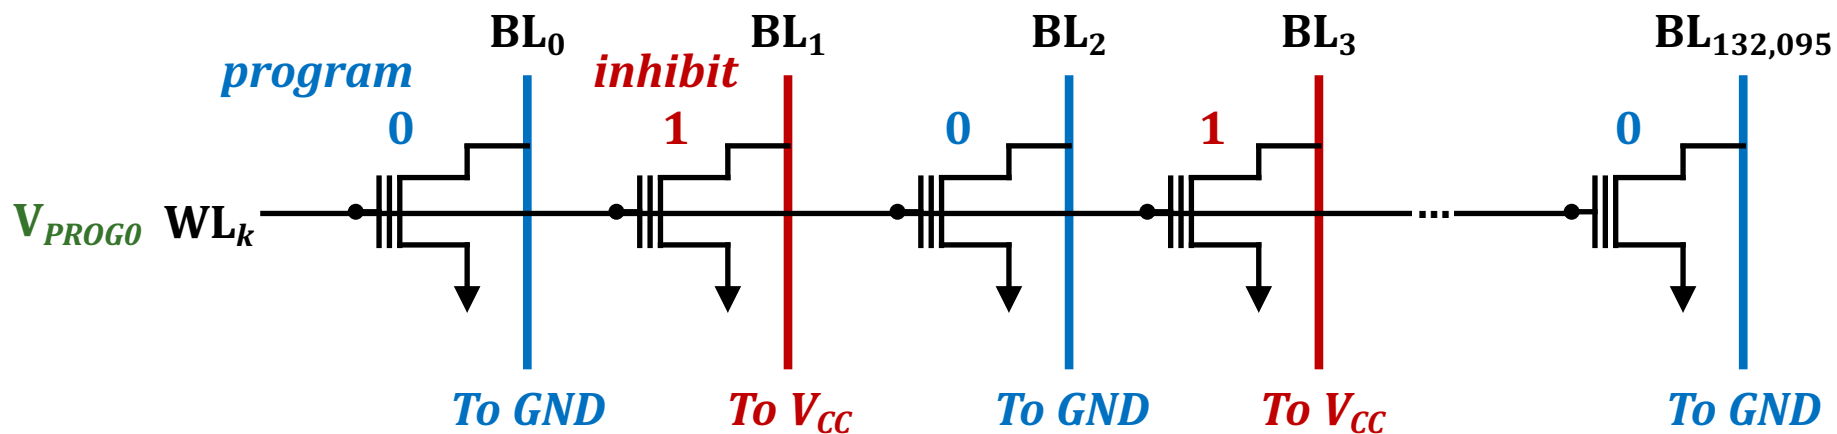 BL0 BL1 BL2 BL3 BL132,095
program inhibit
0 1 0 1 0
VPROG0 WLk ...
To GND To VCC To GND To VCC To GND